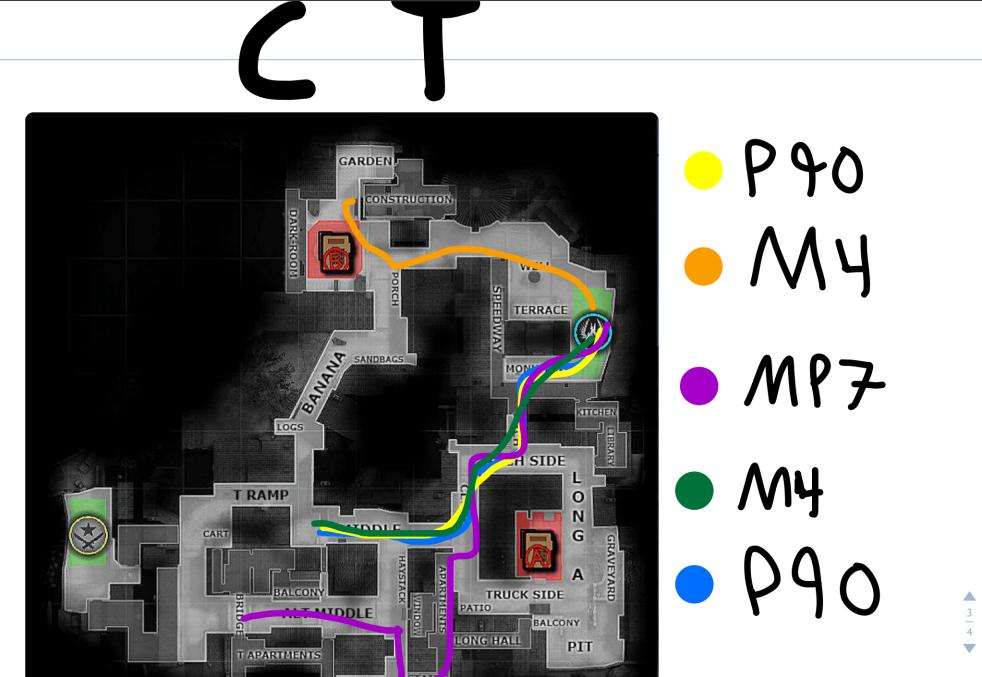 CT
GARDEN
CONSTRUCTION
DARKROOM
B
PORCH
WELL
TERRACE
SPEEDWAY
SANDBAGS
BANANA
LOGS
KITCHEN
LIBRARY
H SIDE
LONG A
T RAMP
MIDDLE
CART
A
GRAVEYARD
HAYSTACK
APARTMENTS
WINDOW
BALCONY
BRIDGE
ALT MIDDLE
TRUCK SIDE
PATIO
BALCONY
LONG HALL
PIT
T APARTMENTS
P90
M4
MP7
M4
P90
3
4